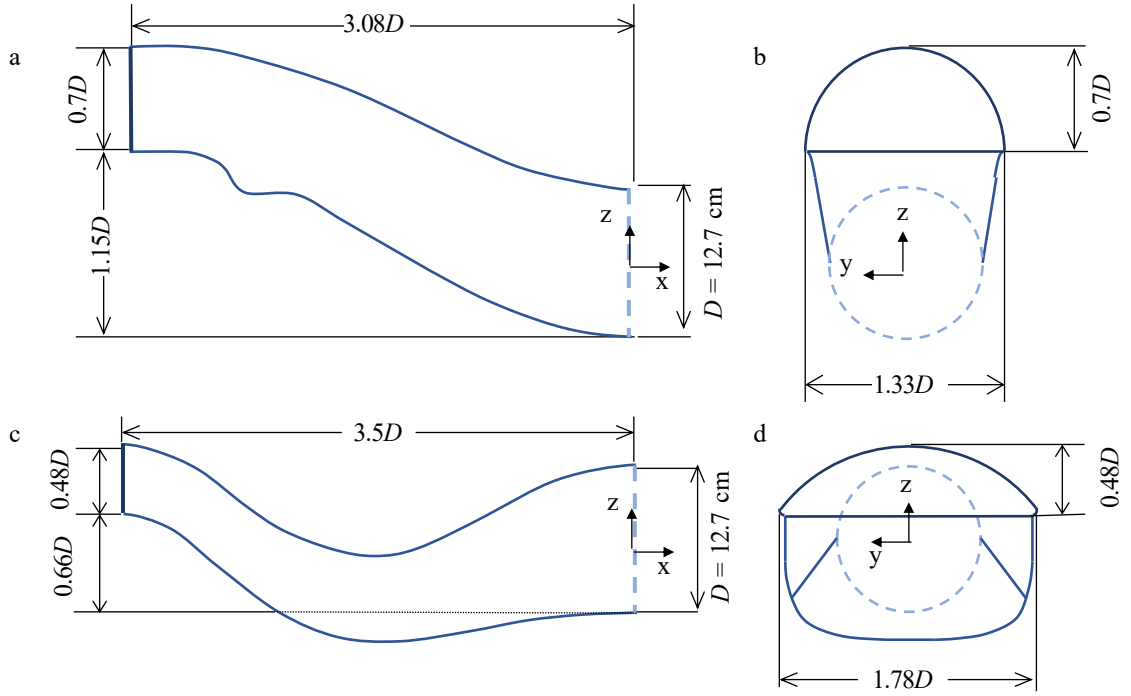 a
3.08D
0.7D
1.15D
z
x
D = 12.7 cm
b
0.7D
z
y
1.33D
c
3.5D
0.48D
0.66D
z
x
D = 12.7 cm
d
0.48D
z
y
1.78D